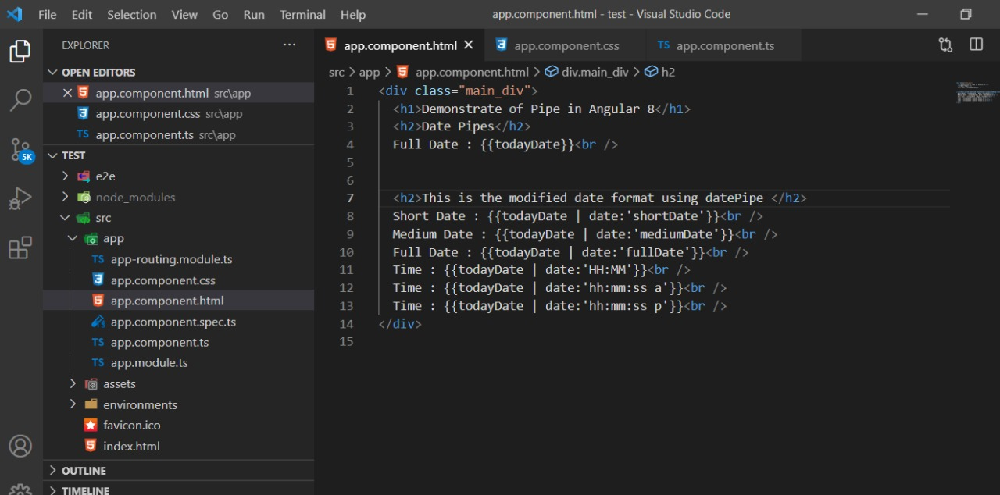 File Edit Selection View Go Run Terminal Help app.component.html - test - Visual Studio Code
EXPLORER ...
OPEN EDITORS
app.component.html src\app
app.component.css src\app
TS app.component.ts src\app
5K
TEST
e2e
node_modules
src
app
TS app-routing.module.ts
app.component.css
app.component.html
app.component.spec.ts
TS app.component.ts
TS app.module.ts
assets
environments
favicon.ico
index.html
OUTLINE
TIMELINE
app.component.html app.component.css TS app.component.ts
src > app > app.component.html > div.main_div > h2
1 <div class="main_div">
2 <h1>Demonstrate of Pipe in Angular 8</h1>
3 <h2>Date Pipes</h2>
4 Full Date : {{todayDate}}<br />
5
6
7 <h2>This is the modified date format using datePipe </h2>
8 Short Date : {{todayDate | date:'shortDate'}}<br />
9 Medium Date : {{todayDate | date:'mediumDate'}}<br />
10 Full Date : {{todayDate | date:'fullDate'}}<br />
11 Time : {{todayDate | date:'HH:MM'}}<br />
12 Time : {{todayDate | date:'hh:mm:ss a'}}<br />
13 Time : {{todayDate | date:'hh:mm:ss p'}}<br />
14 </div>
15